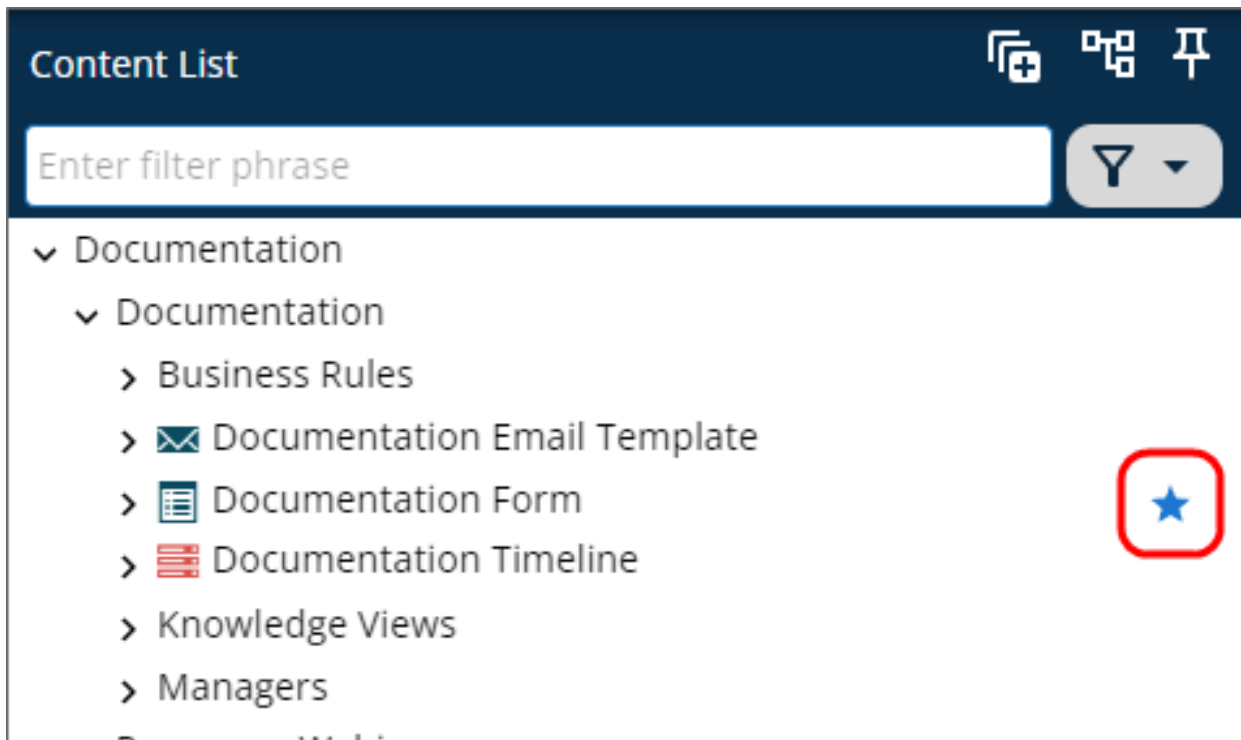 Content List
Enter filter phrase
Documentation
Documentation
Business Rules
Documentation Email Template
Documentation Form
Documentation Timeline
Knowledge Views
Managers